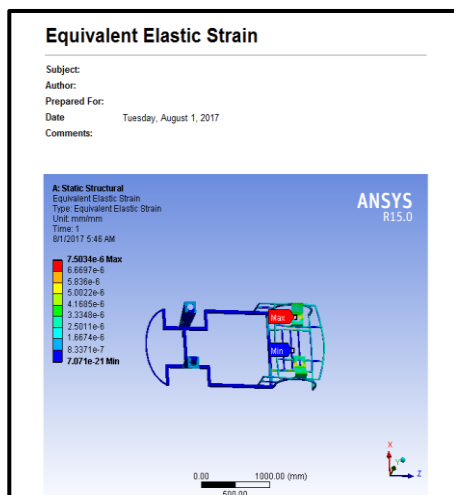 Equivalent Elastic Strain
Subject:
Author:
Prepared For:
Date Tuesday, August 1, 2017
Comments:
A: Static Structural
Equivalent Elastic Strain
Type: Equivalent Elastic Strain
Unit: mm/mm
Time: 1
8/1/2017 5:46 AM
ANSYS
R15.0
7.5034e-6 Max
6.6697e-6
5.836e-6
5.0022e-6
4.1685e-6
3.3348e-6
2.5011e-6
1.6674e-6
8.3371e-7
7.071e-21 Min
Max
Min
X
Y
Z
0.00 1000.00 (mm)
500.00